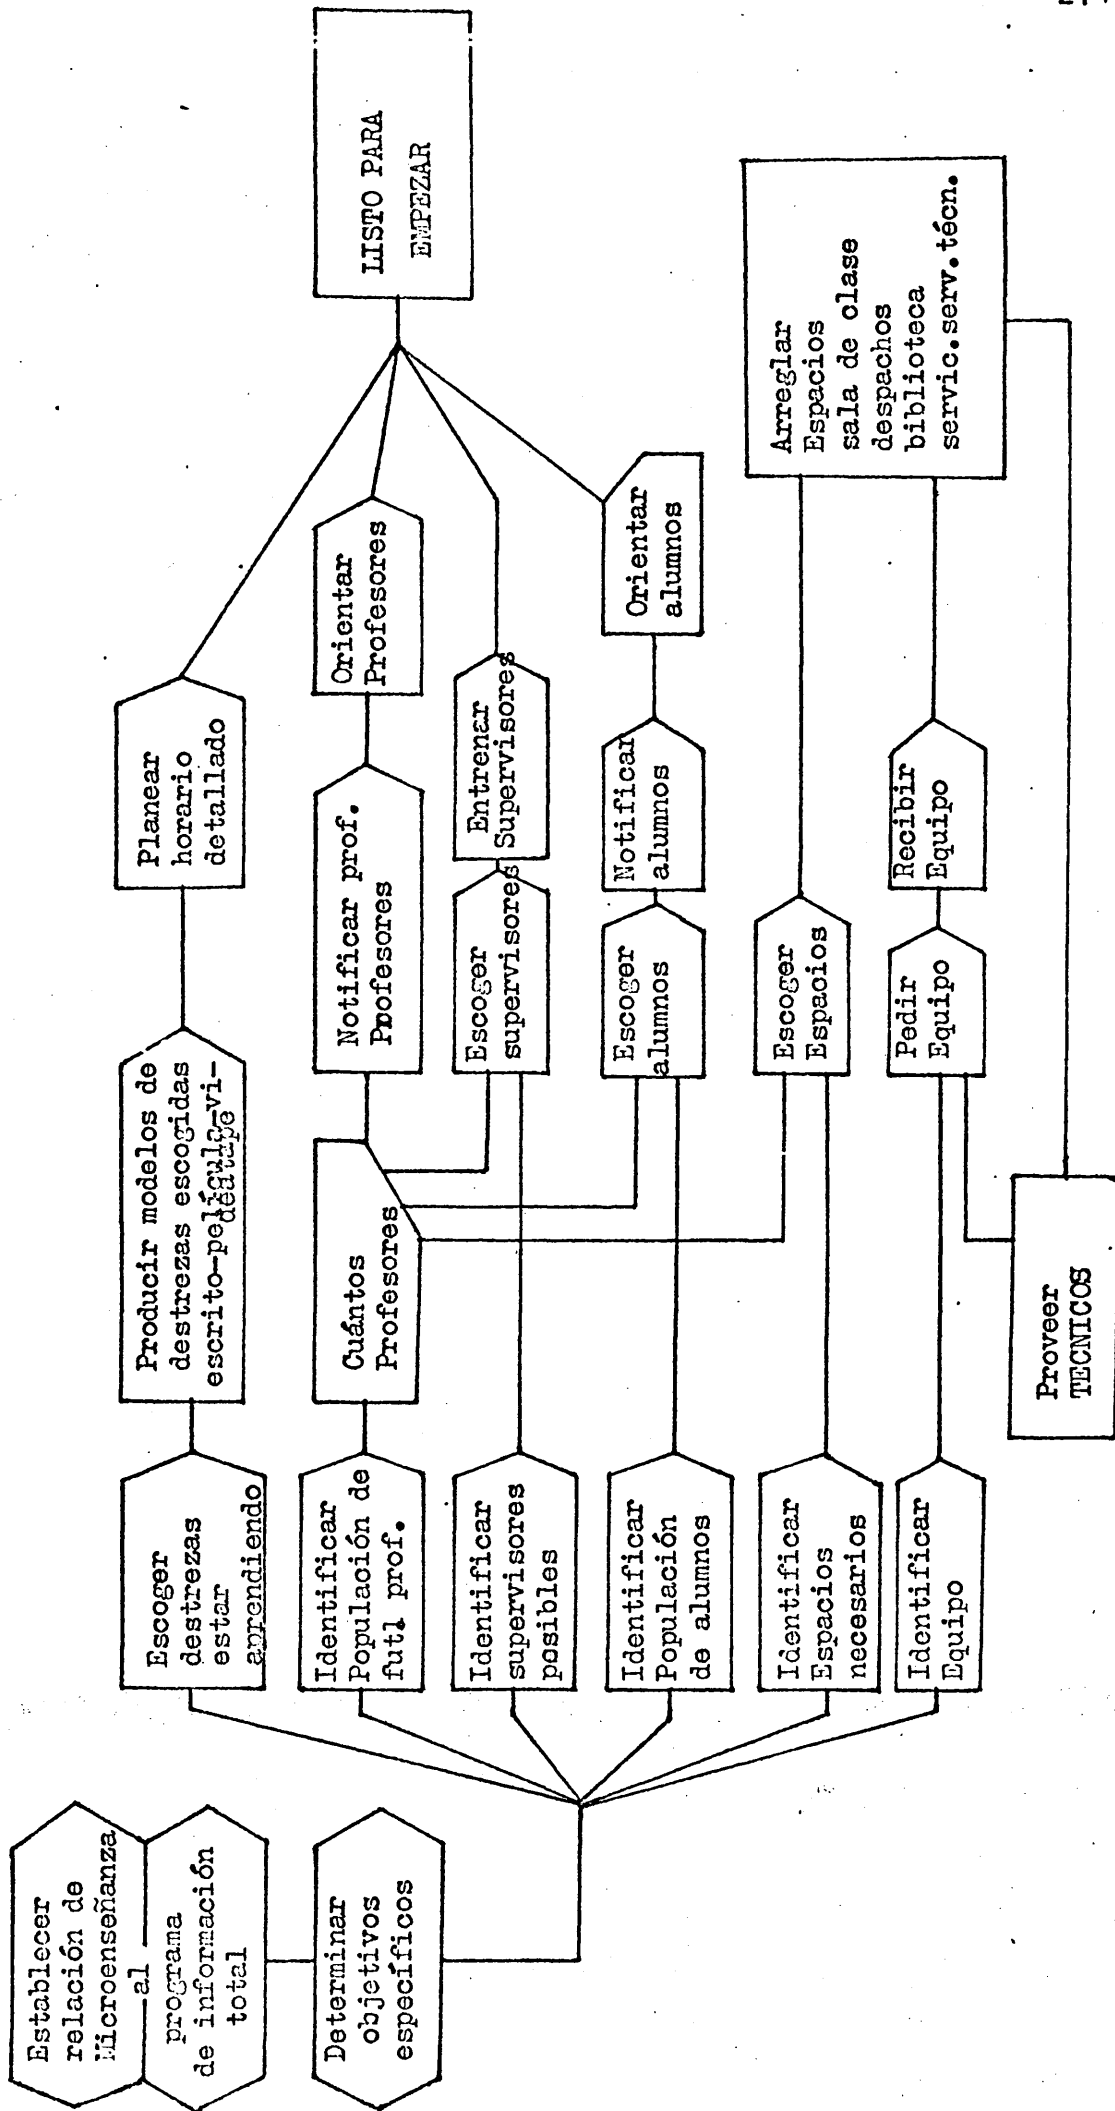 Establecer
relación de
Microenseñanza
al
programa
de información
total
Determinar
objetivos
específicos
Escoger
destrezas
estar
aprendiendo
Producir modelos de
destrezas escogidas
escrito-película-vi-
deatape
Planear
horario
detallado
Identificar
Populación de
futl prof.
Cuántos
Profesores
Notificar prof.
Profesores
Orientar
Profesores
Identificar
supervisores
posibles
Escoger
supervisores
Entrenar
Supervisores
Identificar
Populación
de alumnos
Escoger
alumnos
Notificar
alumnos
Orientar
alumnos
LISTO PARA
EMPEZAR
Identificar
Espacios
necesarios
Escoger
Espacios
Identificar
Equipo
Pedir
Equipo
Recibir
Equipo
Arreglar
Espacios
sala de clase
despachos
biblioteca
servic.serv.técn.
Proveer
TECNICOS